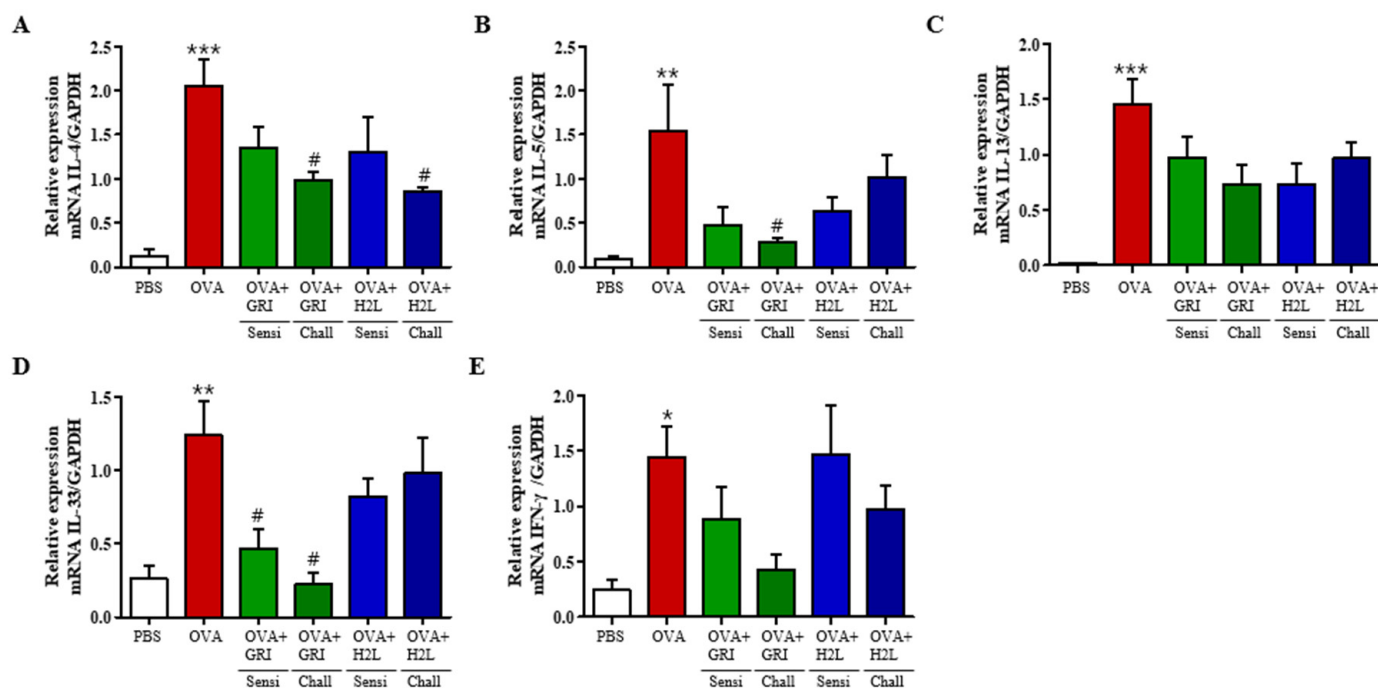 A
Relative expression
mRNA IL-4/GAPDH
2.5
2.0
1.5
1.0
0.5
0.0
***
#
#
PBS
OVA
OVA+
GRI
OVA+
GRI
OVA+
H2L
OVA+
H2L
Sensi
Chall
Sensi
Chall
B
Relative expression
mRNA IL-5/GAPDH
2.5
2.0
1.5
1.0
0.5
0.0
**
#
PBS
OVA
OVA+
GRI
OVA+
GRI
OVA+
H2L
OVA+
H2L
Sensi
Chall
Sensi
Chall
C
Relative expression
mRNA IL-13/GAPDH
2.0
1.5
1.0
0.5
0.0
***
PBS
OVA
OVA+
GRI
OVA+
GRI
OVA+
H2L
OVA+
H2L
Sensi
Chall
Sensi
Chall
D
Relative expression
mRNA IL-33/GAPDH
1.5
1.0
0.5
0.0
**
#
#
PBS
OVA
OVA+
GRI
OVA+
GRI
OVA+
H2L
OVA+
H2L
Sensi
Chall
Sensi
Chall
E
Relative expression
mRNA IFN-γ /GAPDH
2.0
1.5
1.0
0.5
0.0
*
PBS
OVA
OVA+
GRI
OVA+
GRI
OVA+
H2L
OVA+
H2L
Sensi
Chall
Sensi
Chall